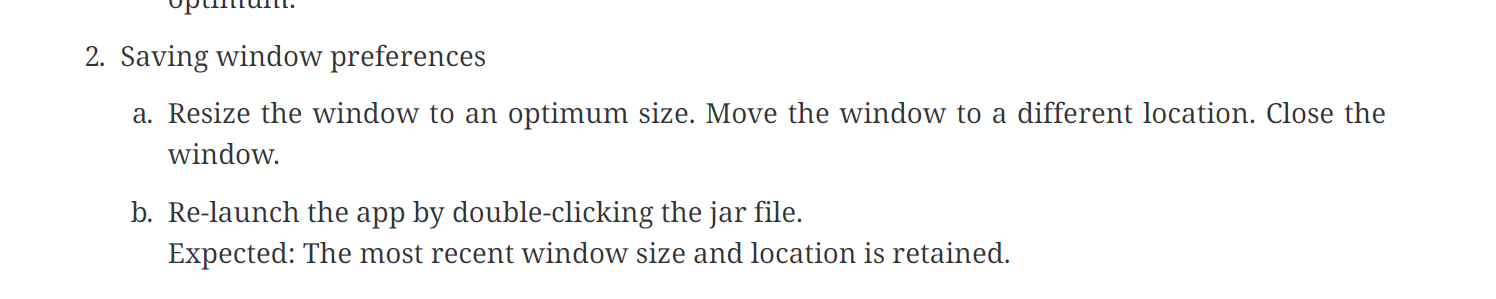 optimum.
2. Saving window preferences
a. Resize the window to an optimum size. Move the window to a different location. Close the
window.
b. Re-launch the app by double-clicking the jar file.
Expected: The most recent window size and location is retained.